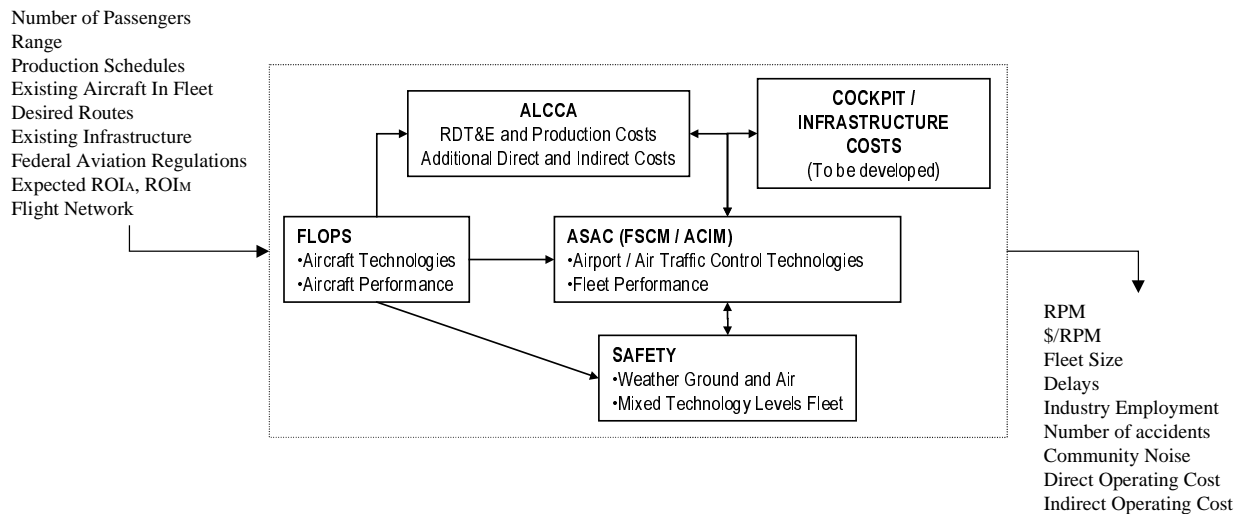 Number of Passengers
Range
Production Schedules
Existing Aircraft In Fleet
Desired Routes
Existing Infrastructure
Federal Aviation Regulations
Expected ROIA, ROIM
Flight Network
ALCCA
RDT&E and Production Costs
Additional Direct and Indirect Costs
COCKPIT /
INFRASTRUCTURE
COSTS
(To be developed)
FLOPS
•Aircraft Technologies
•Aircraft Performance
ASAC (FSCM / ACIM)
•Airport / Air Traffic Control Technologies
•Fleet Performance
SAFETY
•Weather Ground and Air
•Mixed Technology Levels Fleet
RPM
$/RPM
Fleet Size
Delays
Industry Employment
Number of accidents
Community Noise
Direct Operating Cost
Indirect Operating Cost